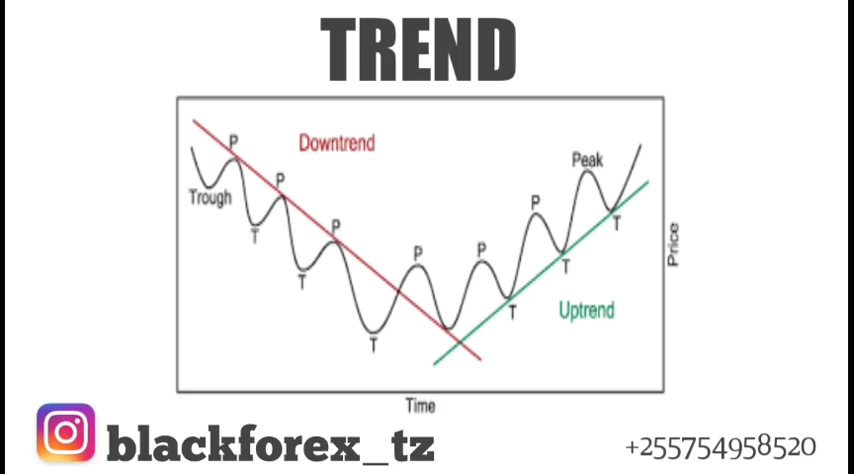 TREND
P
Downtrend
Trough
T
P
T
P
T
P
P
T
P
T
Peak
T
Uptrend
Price
Time
blackforex_tz
+255754958520